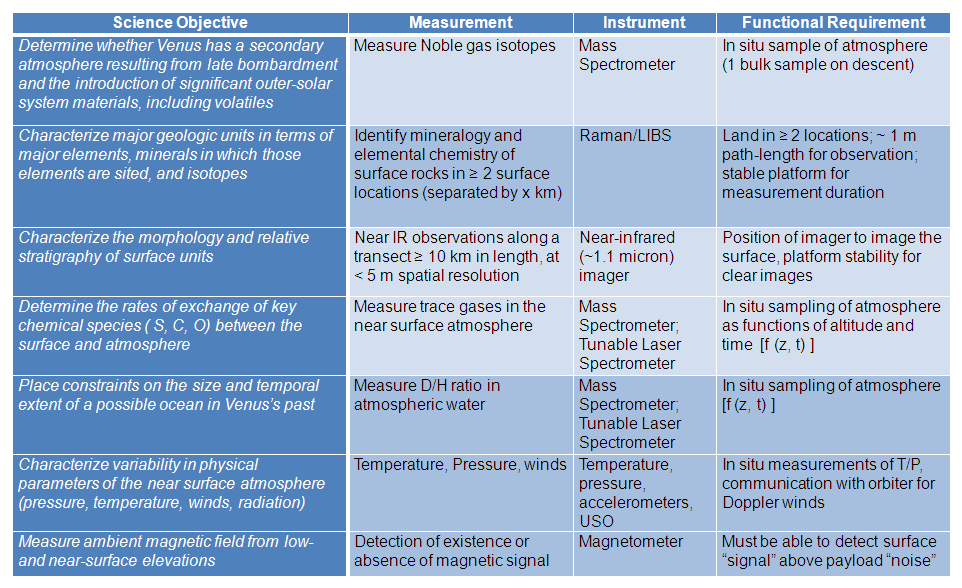 Science Objective
Measurement
Instrument
Functional Requirement
Determine whether Venus has a secondary
atmosphere resulting from late bombardment
and the introduction of significant outer-solar
system materials, including volatiles
Measure Noble gas isotopes
Mass
Spectrometer
In situ sample of atmosphere
(1 bulk sample on descent)
Characterize major geologic units in terms of
major elements, minerals in which those
elements are sited, and isotopes
Identify mineralogy and
elemental chemistry of
surface rocks in ≥ 2 surface
locations (separated by x km)
Raman/LIBS
Land in ≥ 2 locations; ~ 1 m
path-length for observation;
stable platform for
measurement duration
Characterize the morphology and relative
stratigraphy of surface units
Near IR observations along a
transect ≥ 10 km in length, at
< 5 m spatial resolution
Near-infrared
(~1.1 micron)
imager
Position of imager to image the
surface, platform stability for
clear images
Determine the rates of exchange of key
chemical species ( S, C, O) between the
surface and atmosphere
Measure trace gases in the
near surface atmosphere
Mass
Spectrometer;
Tunable Laser
Spectrometer
In situ sampling of atmosphere
as functions of altitude and
time [f (z, t) ]
Place constraints on the size and temporal
extent of a possible ocean in Venus's past
Measure D/H ratio in
atmospheric water
Mass
Spectrometer;
Tunable Laser
Spectrometer
In situ sampling of atmosphere
[f (z, t) ]
Characterize variability in physical
parameters of the near surface atmosphere
(pressure, temperature, winds, radiation)
Temperature, Pressure, winds
Temperature,
pressure,
accelerometers,
USO
In situ measurements of T/P,
communication with orbiter for
Doppler winds
Measure ambient magnetic field from low-
and near-surface elevations
Detection of existence or
absence of magnetic signal
Magnetometer
Must be able to detect surface
“signal” above payload “noise”